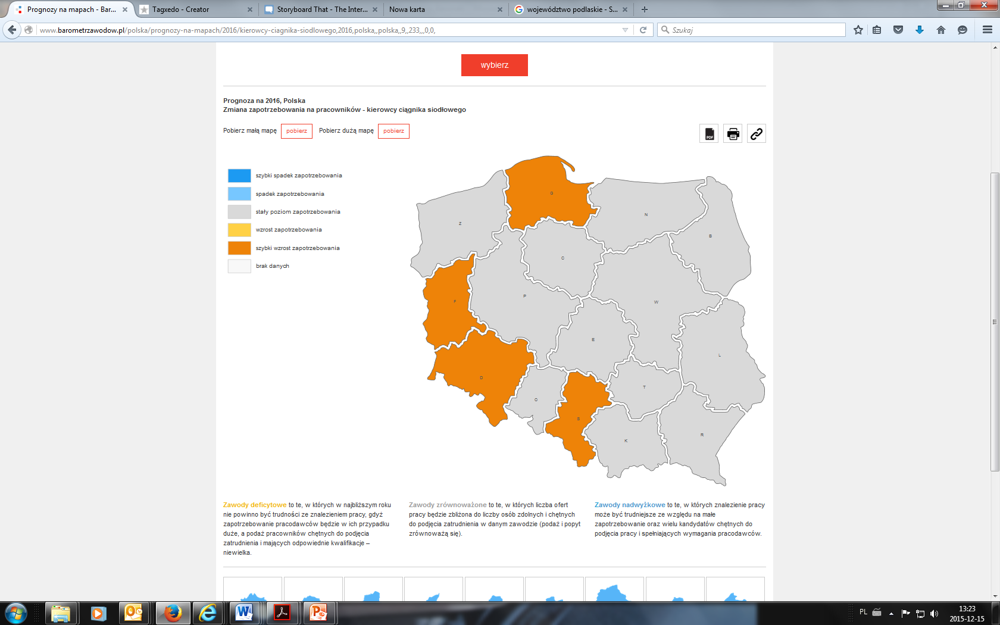 Prognozy na mapach - Bar...
Tagxedo - Creator
Storyboard That - The Inter...
Nowa karta
województwo podlaskie - S...
www.barometrzawodow.pl/polska/prognozy-na-mapach/2016/kierowcy-ciagnika-siodlowego,2016,polska,,polska,,9,,233,,,0,0,
Szukaj
wybierz
Prognoza na 2016, Polska
Zmiana zapotrzebowania na pracowników - kierowcy ciągnika siodłowego
Pobierz małą mapę pobierz Pobierz dużą mapę pobierz
PDF
szybki spadek zapotrzebowania
spadek zapotrzebowania
stały poziom zapotrzebowania
wzrost zapotrzebowania
szybki wzrost zapotrzebowania
brak danych
G
N
Z
B
C
P
F
W
E
L
D
T
O
S
R
K
Zawody deficytowe to te, w których w najbliższym roku
nie powinno być trudności ze znalezieniem pracy, gdyż
zapotrzebowanie pracodawców będzie w ich przypadku
duże, a podaż pracowników chętnych do podjęcia
zatrudnienia i mających odpowiednie kwalifikacje –
niewielka.
Zawody zrównoważone to te, w których liczba ofert
pracy będzie zbliżona do liczby osób zdolnych i chętnych
do podjęcia zatrudnienia w danym zawodzie (podaż i popyt
zrównoważą się).
Zawody nadwyżkowe to te, w których znalezienie pracy
może być trudniejsze ze względu na małe
zapotrzebowanie oraz wielu kandydatów chętnych do
podjęcia pracy i spełniających wymagania pracodawców.
PL
13:23
2015-12-15